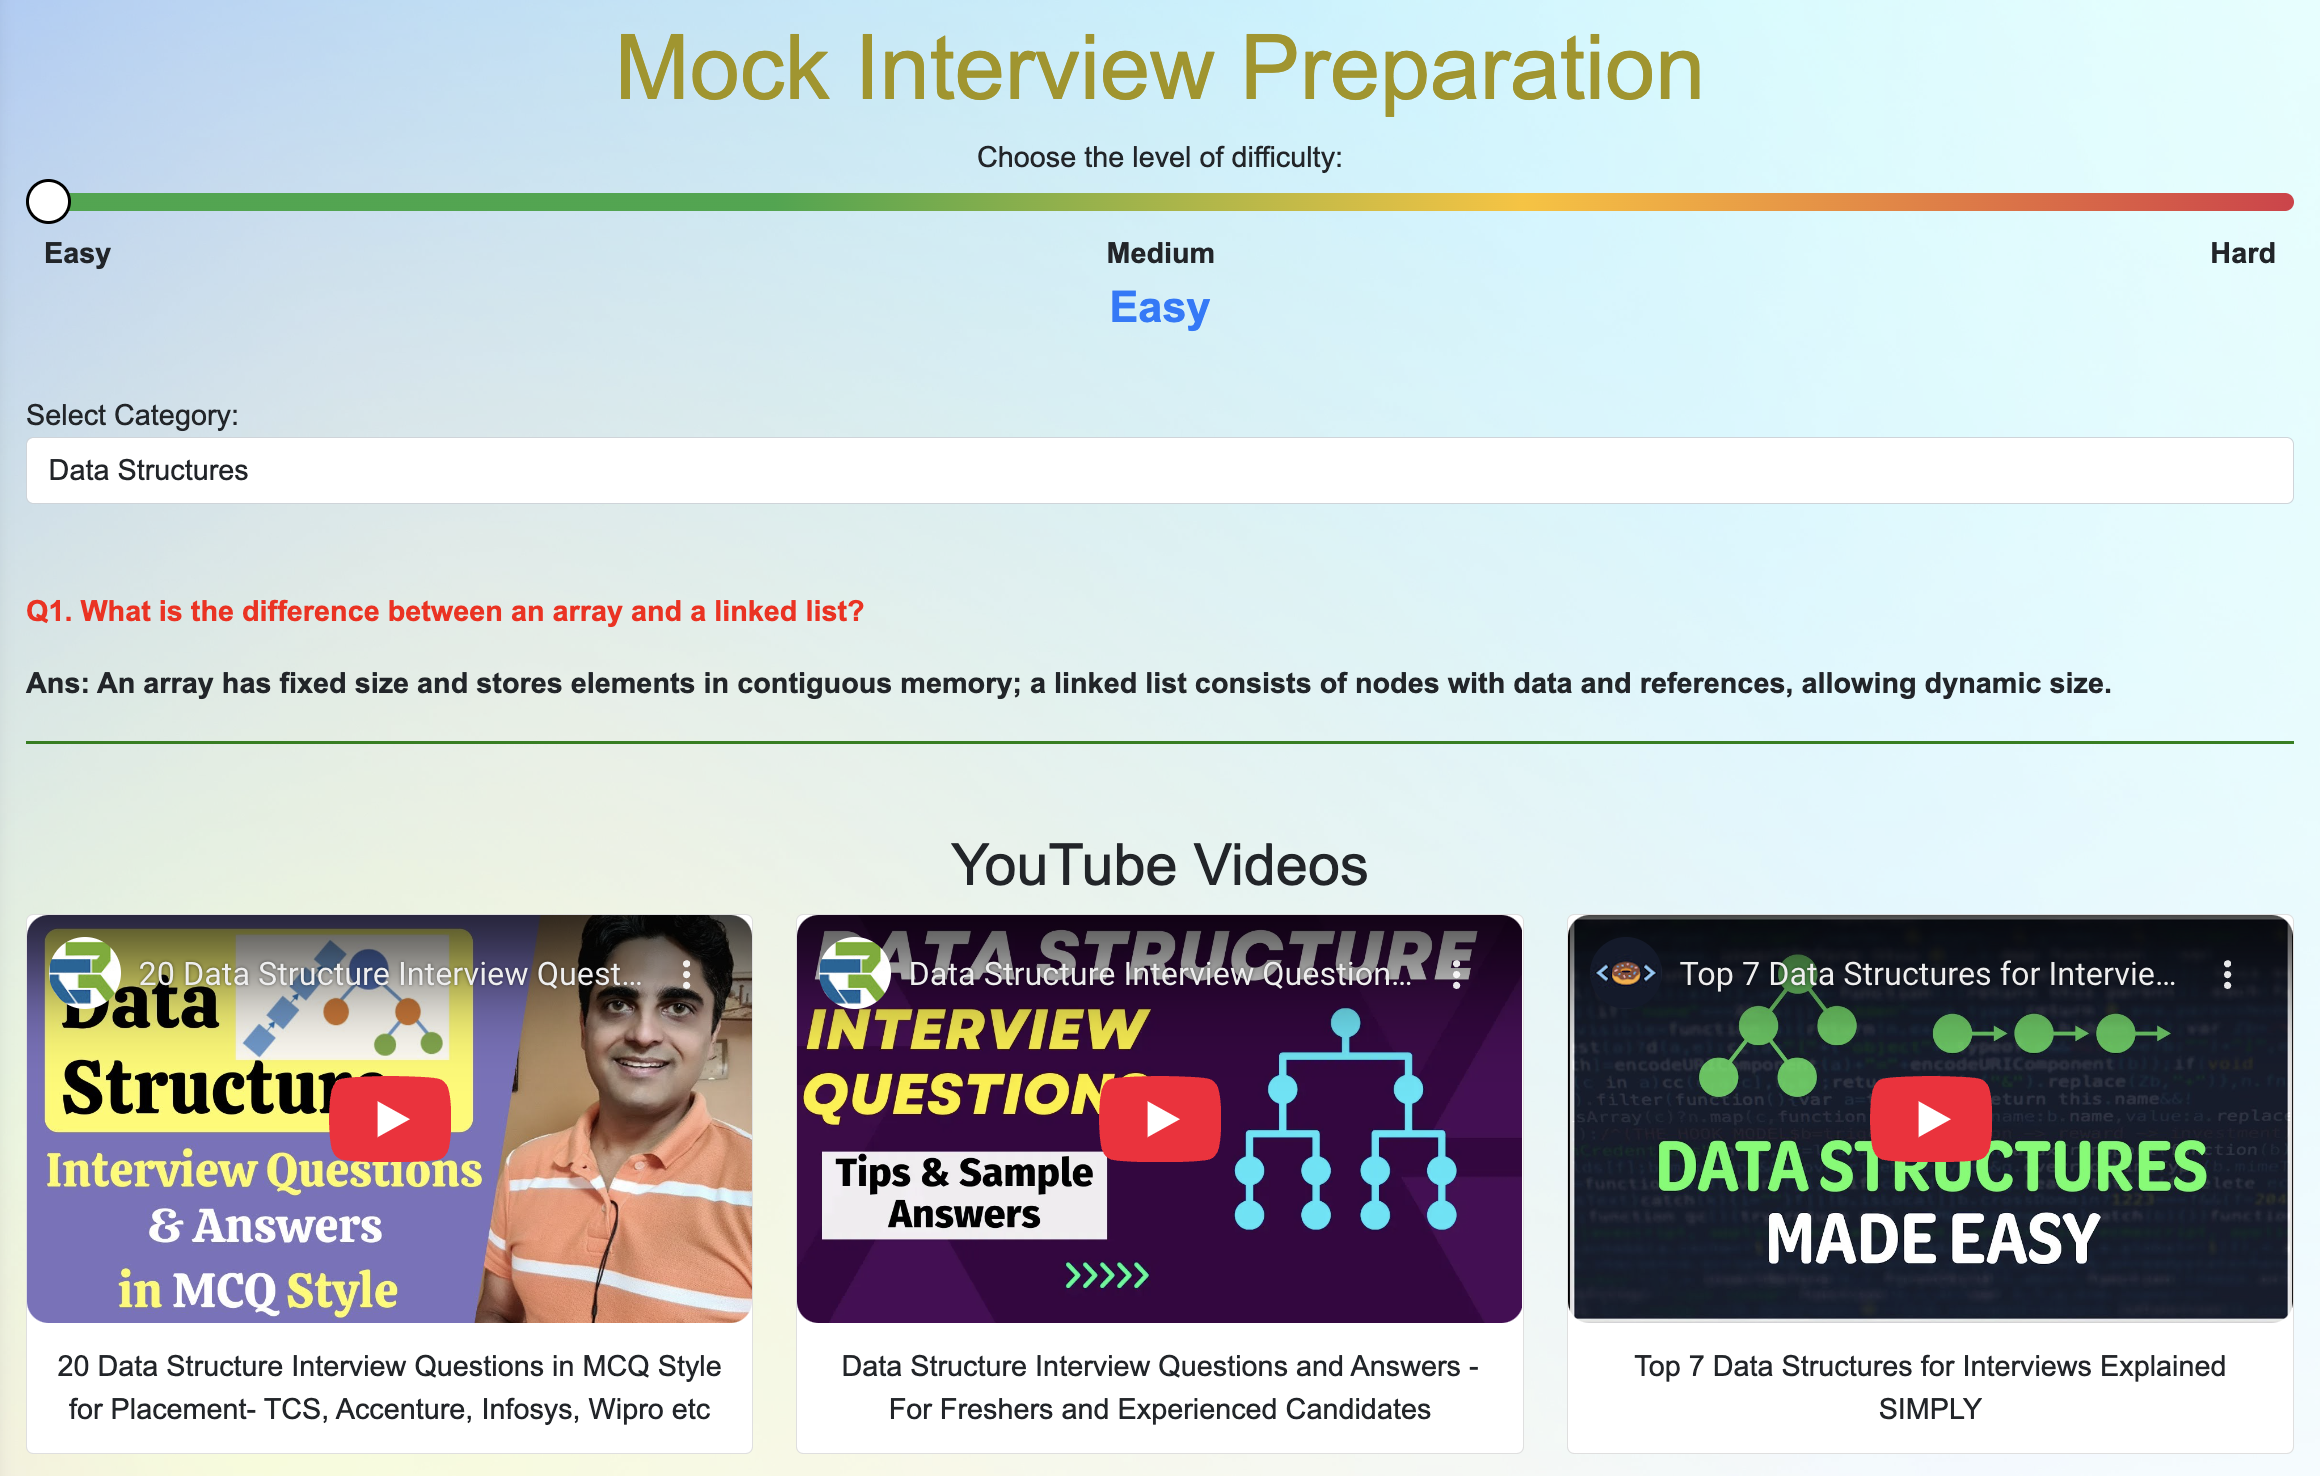 Mock Interview Preparation
Choose the level of difficulty:
Easy Medium Hard
Easy
Select Category:
Data Structures
Q1. What is the difference between an array and a linked list?
Ans: An array has fixed size and stores elements in contiguous memory; a linked list consists of nodes with data and references, allowing dynamic size.
YouTube Videos
20 Data Structure Interview Quest...
Data
Structure
Interview Questions
& Answers
in MCQ Style
20 Data Structure Interview Questions in MCQ Style
for Placement- TCS, Accenture, Infosys, Wipro etc
DATA STRUCTURE
Data Structure Interview Question...
INTERVIEW
QUESTIONS
Tips & Sample
Answers
Data Structure Interview Questions and Answers -
For Freshers and Experienced Candidates
Top 7 Data Structures for Intervie...
DATA STRUCTURES
MADE EASY
Top 7 Data Structures for Interviews Explained
SIMPLY